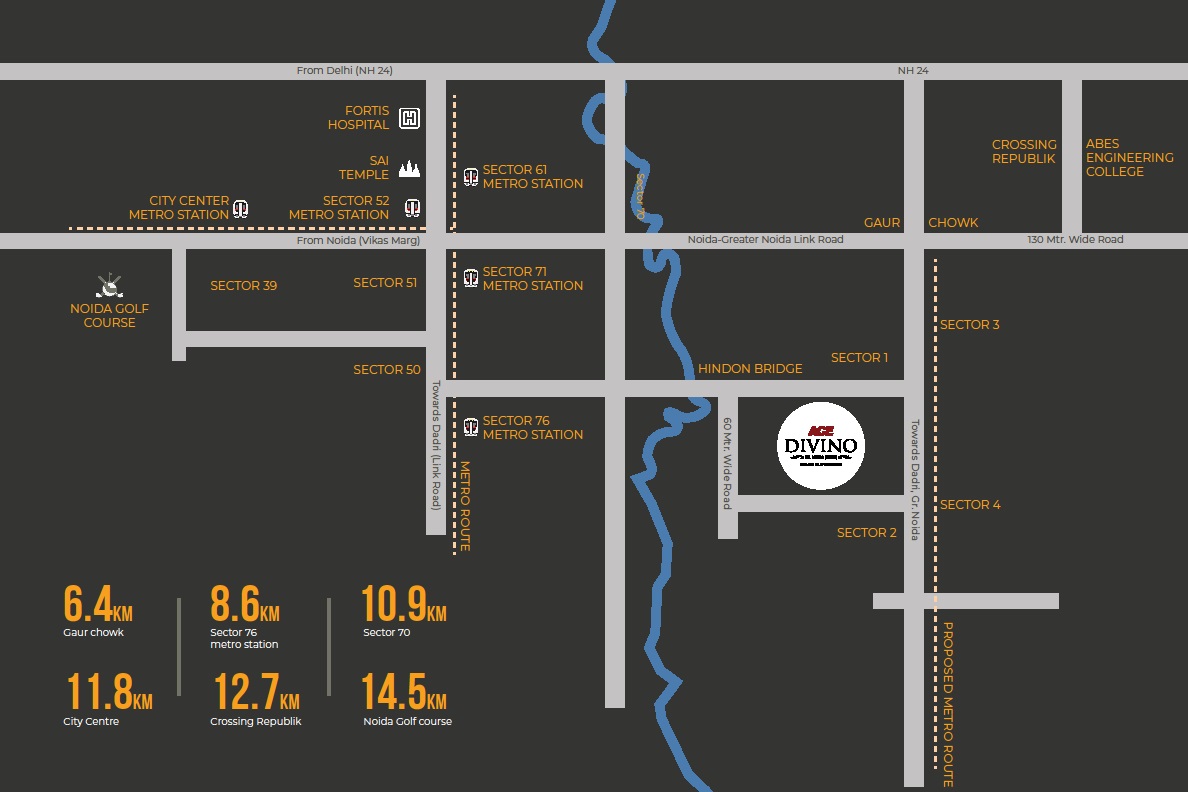 From Delhi (NH 24)
NH 24
FORTIS
HOSPITAL
SAI
TEMPLE
CITY CENTER
METRO STATION
SECTOR 52
METRO STATION
SECTOR 61
METRO STATION
Sector 70
CROSSING
REPUBLIK
ABES
ENGINEERING
COLLEGE
GAUR
CHOWK
From Noida (Vikas Marg)
Noida-Greater Noida Link Road
130 Mtr. Wide Road
NOIDA GOLF
COURSE
SECTOR 39
SECTOR 51
SECTOR 71
METRO STATION
SECTOR 3
SECTOR 1
HINDON BRIDGE
SECTOR 50
Towards Dadri (Link Road)
SECTOR 76
METRO STATION
METRO ROUTE
60 Mtr. Wide Road
ACE
DIVINO
Towards Dadri, Gr. Noida
SECTOR 4
SECTOR 2
PROPOSED METRO ROUTE
6.4KM
Gaur chowk
8.6KM
Sector 76
metro station
10.9KM
Sector 70
11.8KM
City Centre
12.7KM
Crossing Republik
14.5KM
Noida Golf course